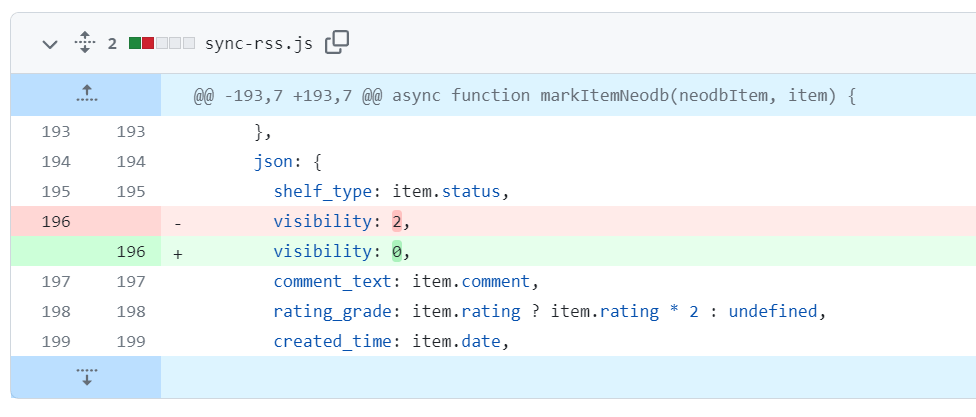 2 sync-rss.js
@@ -193,7 +193,7 @@ async function markItemNeodb(neodbItem, item) {
193 193 },
194 194 json: {
195 195 shelf_type: item.status,
196 - visibility: 2,
196 + visibility: 0,
197 197 comment_text: item.comment,
198 198 rating_grade: item.rating ? item.rating * 2 : undefined,
199 199 created_time: item.date,